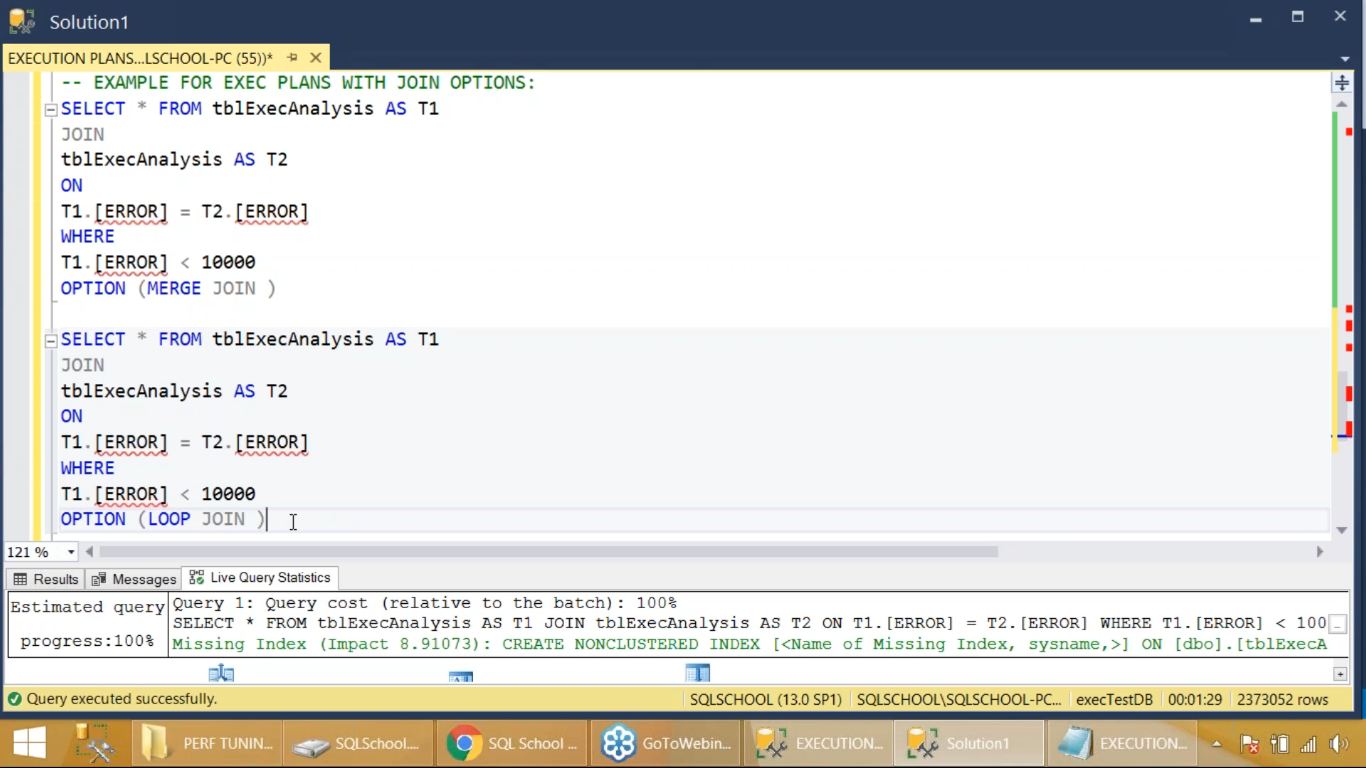 Solution1
EXECUTION PLANS...LSCHOOL-PC (55))*
-- EXAMPLE FOR EXEC PLANS WITH JOIN OPTIONS:
SELECT * FROM tblExecAnalysis AS T1
JOIN
tblExecAnalysis AS T2
ON
T1.[ERROR] = T2.[ERROR]
WHERE
T1.[ERROR] < 10000
OPTION (MERGE JOIN )
SELECT * FROM tblExecAnalysis AS T1
JOIN
tblExecAnalysis AS T2
ON
T1.[ERROR] = T2.[ERROR]
WHERE
T1.[ERROR] < 10000
OPTION (LOOP JOIN )
121 %
Results Messages Live Query Statistics
Estimated query
progress:100%
Query 1: Query cost (relative to the batch): 100%
SELECT * FROM tblExecAnalysis AS T1 JOIN tblExecAnalysis AS T2 ON T1.[ERROR] = T2.[ERROR] WHERE T1.[ERROR] < 100
Missing Index (Impact 8.91073): CREATE NONCLUSTERED INDEX [<Name of Missing Index, sysname,>] ON [dbo].[tblExecA
Query executed successfully. SQLSCHOOL (13.0 SP1) SQLSCHOOL\SQLSCHOOL-PC... execTestDB 00:01:29 2373052 rows
PERF TUNIN... SQLSchool.... SQL School ... GoToWebin... EXECUTION... Solution1 EXECUTION...